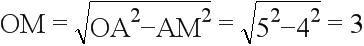 OM = √(OA²−AM²) = √(5²−4²) = 3